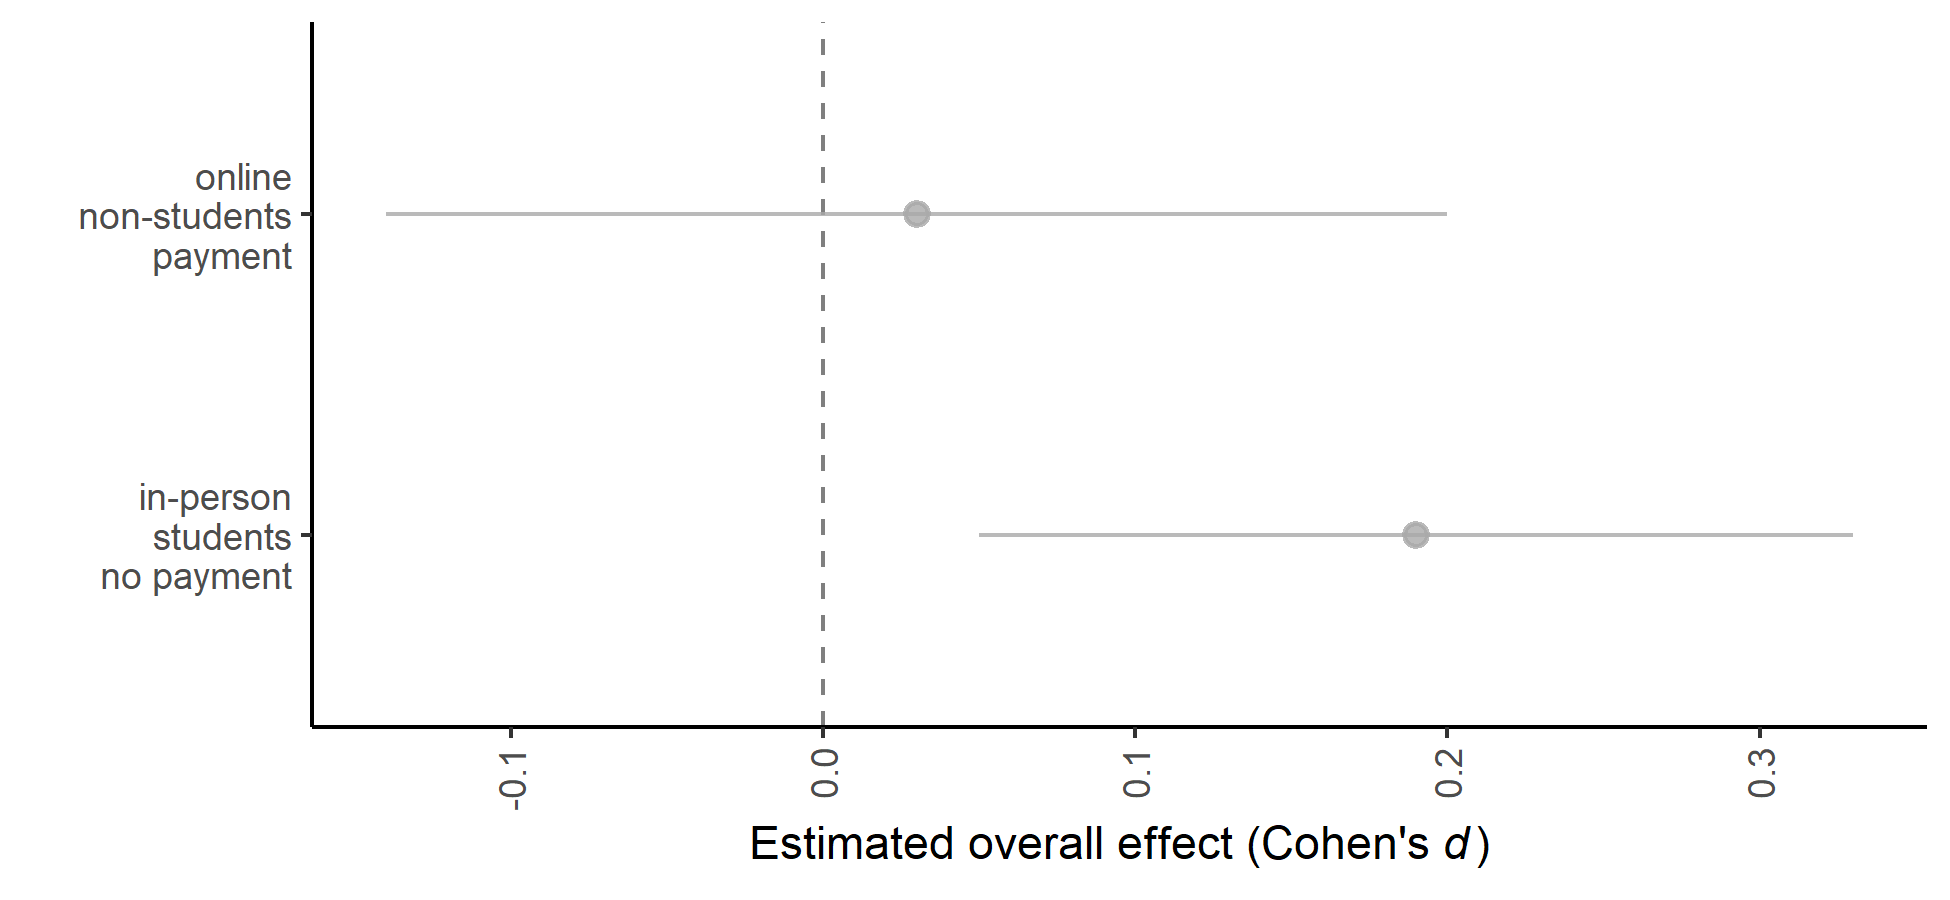 online
non-students
payment
in-person
students
no payment
-0.1
0.0
0.1
0.2
0.3
Estimated overall effect (Cohen's d)